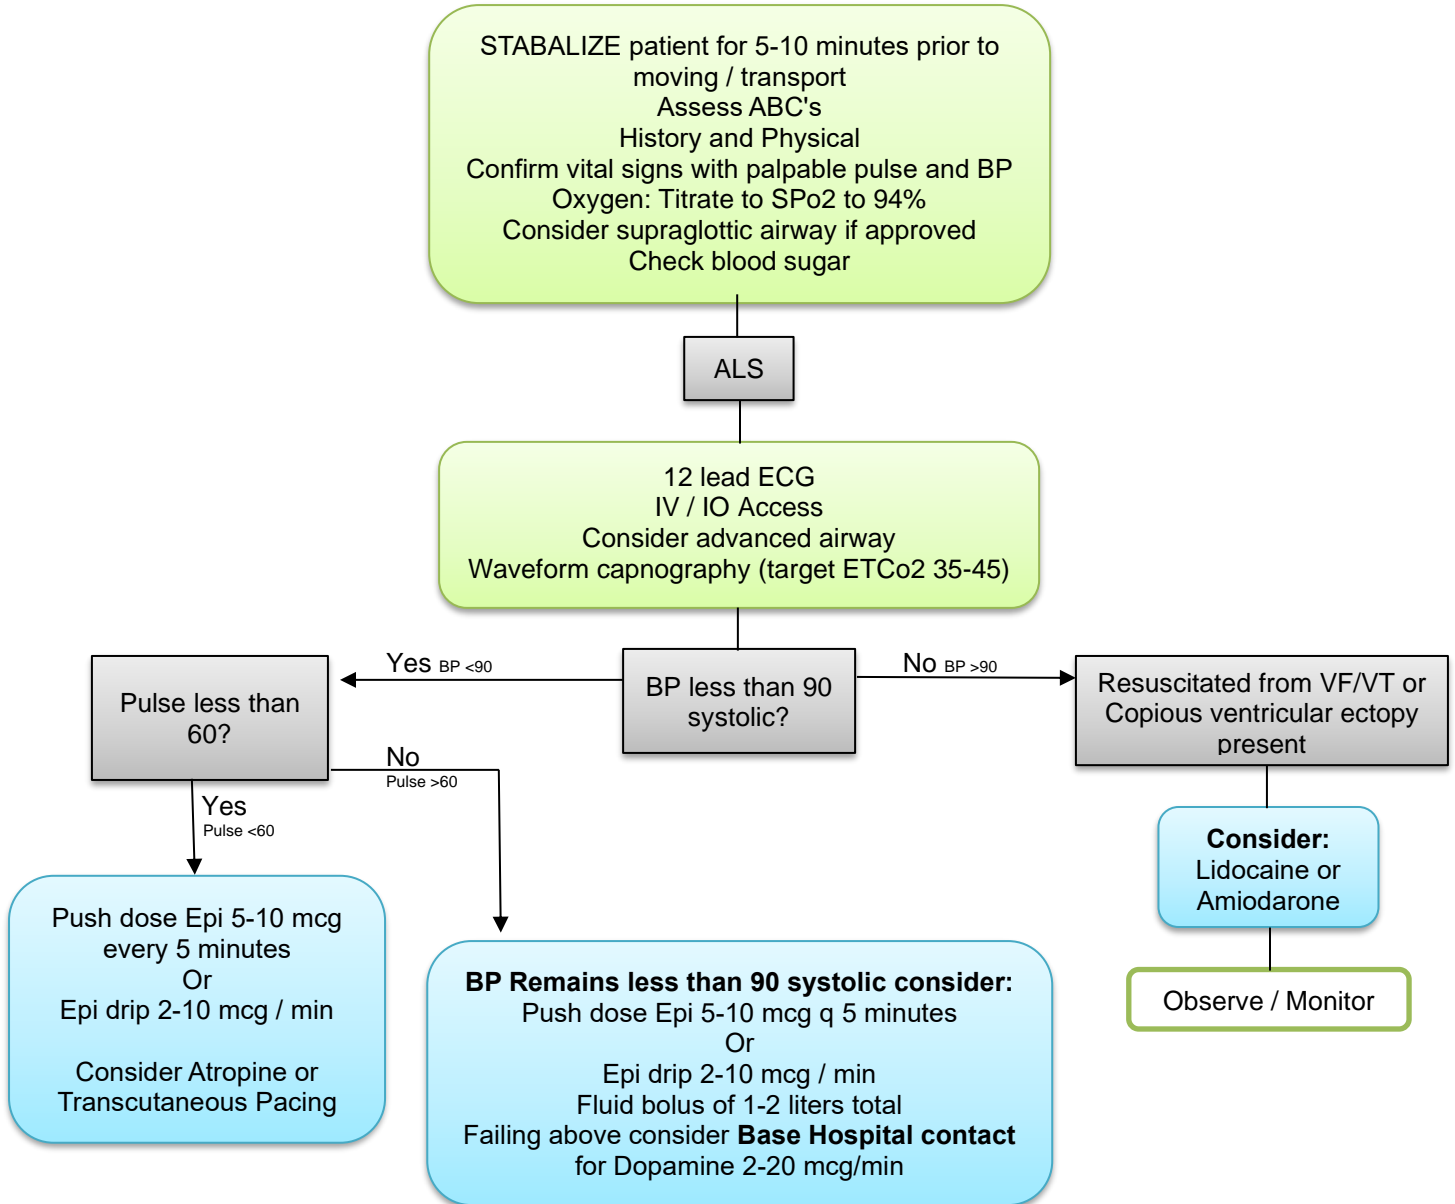 STABALIZE patient for 5-10 minutes prior to
moving / transport
Assess ABC's
History and Physical
Confirm vital signs with palpable pulse and BP
Oxygen: Titrate to SPo2 to 94%
Consider supraglottic airway if approved
Check blood sugar
ALS
12 lead ECG
IV / IO Access
Consider advanced airway
Waveform capnography (target ETCo2 35-45)
Yes BP <90
No BP >90
Pulse less than
60?
BP less than 90
systolic?
Resuscitated from VF/VT or
Copious ventricular ectopy
present
No
Pulse >60
Yes
Pulse <60
Consider:
Lidocaine or
Amiodarone
Push dose Epi 5-10 mcg
every 5 minutes
Or
Epi drip 2-10 mcg / min
Consider Atropine or
Transcutaneous Pacing
BP Remains less than 90 systolic consider:
Push dose Epi 5-10 mcg q 5 minutes
Or
Epi drip 2-10 mcg / min
Fluid bolus of 1-2 liters total
Failing above consider Base Hospital contact
for Dopamine 2-20 mcg/min
Observe / Monitor